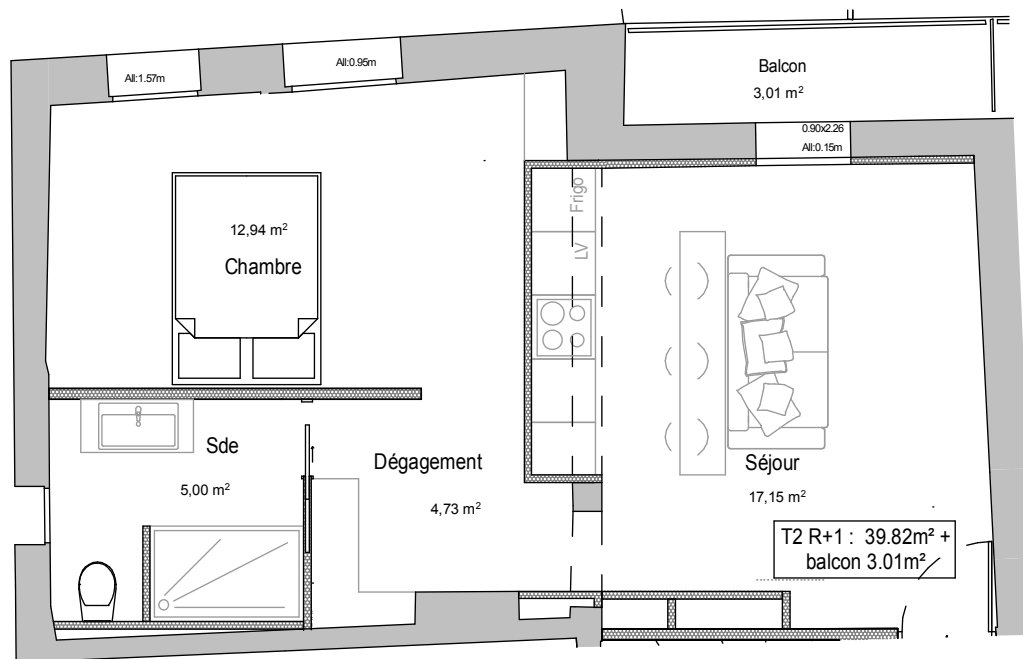 All:1.57m
All:0.95m
Balcon
3,01 m²
0.90x2.26
All:0.15m
Frigo
LV
12,94 m²
Chambre
Sde
5,00 m²
Dégagement
4,73 m²
Séjour
17,15 m²
T2 R+1 : 39.82m² +
balcon 3.01m²